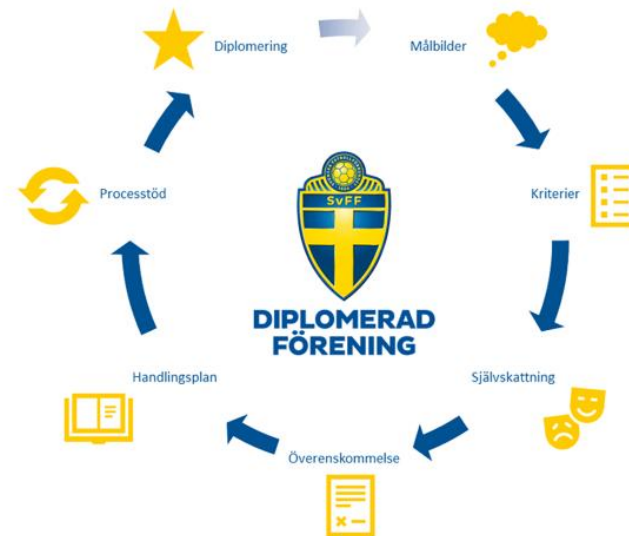 Diplomering
Målbilder
Processtöd
Kriterier
SvFF
DIPLOMERAD
FÖRENING
Handlingsplan
Självskattning
Överenskommelse